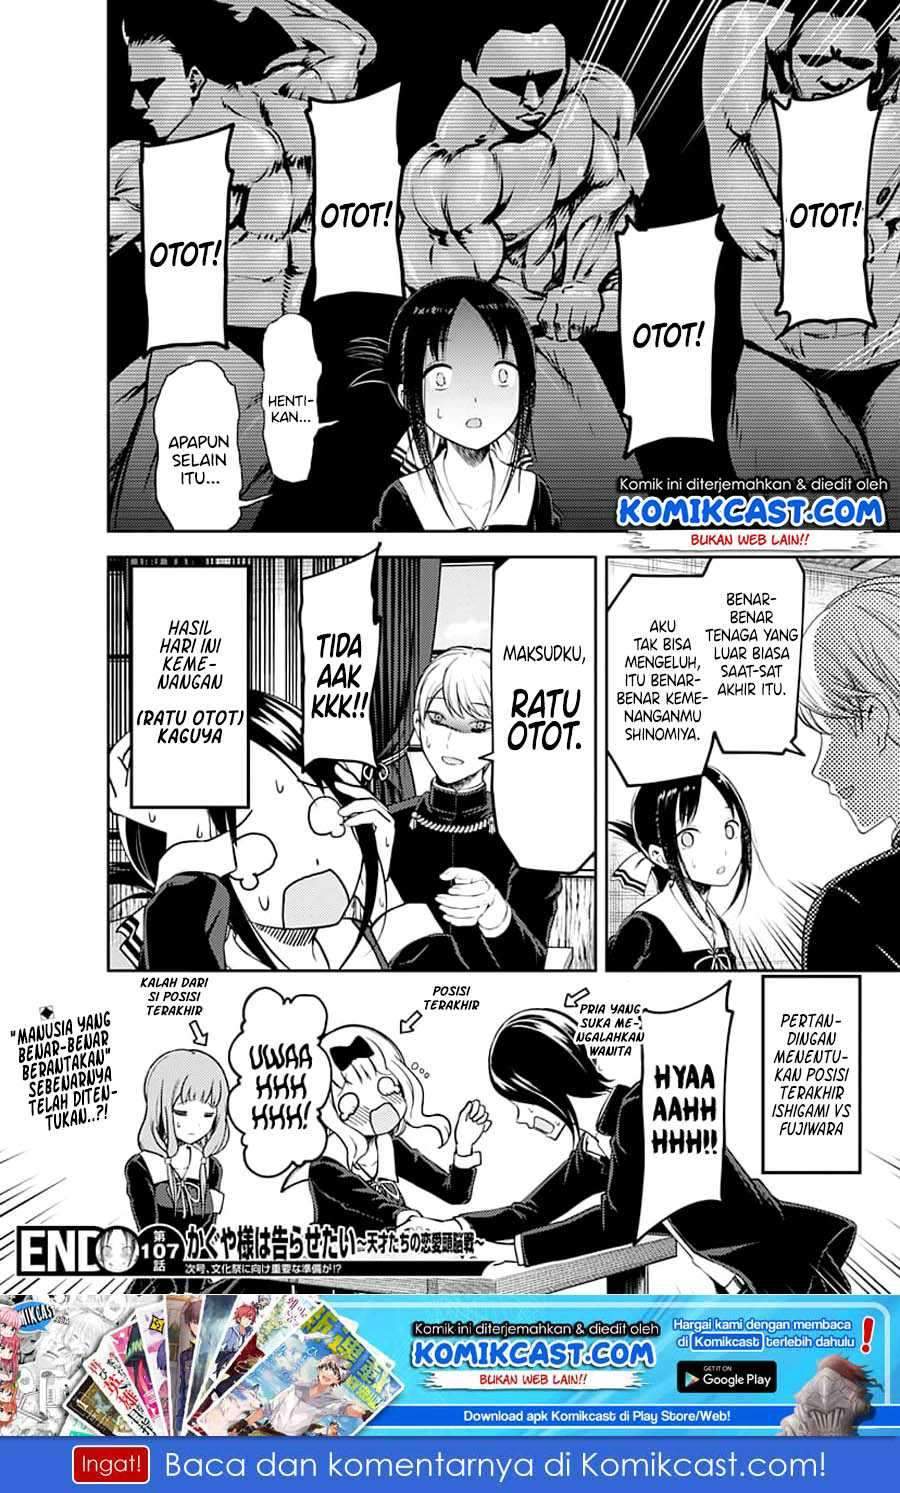 OTOT!
OTOT!
OTOT!
OTOT!
HENTI-
KAN...
APAPUN
SELAIN
ITU...
Komik ini diterjemahkan & diedit oleh
KOMIKCAST.COM
BUKAN WEB LAIN!!
BENAR-
BENAR
TENAGA YANG
LUAR BIASA
SAAT-SAT
AKHIR ITU.
AKU
TAK BISA
MENGELUH,
ITU BENAR-
BENAR KEME-
NANGANMU
SHINOMIYA.
MAKSUDKU,
RATU
OTOT.
TIDA
AAK
KKK!!
HASIL
HARI INI
KEME-
NANGAN
(RATU OTOT)
KAGUYA
PERTAN-
DINGAN
MENENTU-
KAN POSISI
TERAKHIR
ISHIGAMI VS
FUJIWARA
PRIA YANG
SUKA ME-
NGALAHKAN
WANITA
HYAA
AAHH
HHH!!
POSISI
TERAKHIR
UWAA
HHH
HHH!
KALAH DARI
SI POSISI
TERAKHIR
"MANUSIA YANG
BENAR-BENAR
BERANTAKAN"
SEBENARNYA
TELAH DITEN-
TUKAN..?!
END
第
107
話
かぐや様は告らせたい~天才たちの恋愛頭脳戦~
次号、文化祭に向け重要な準備が!?
Komik ini diterjemahkan & diedit oleh
KOMIKCAST.COM
BUKAN WEB LAIN!!
Hargai kami dengan membaca
di Komikcast terlebih dahulu !
GET IT ON
Google Play
Download apk Komikcast di Play Store/Web!
Ingat! Baca dan komentarnya di Komikcast.com!